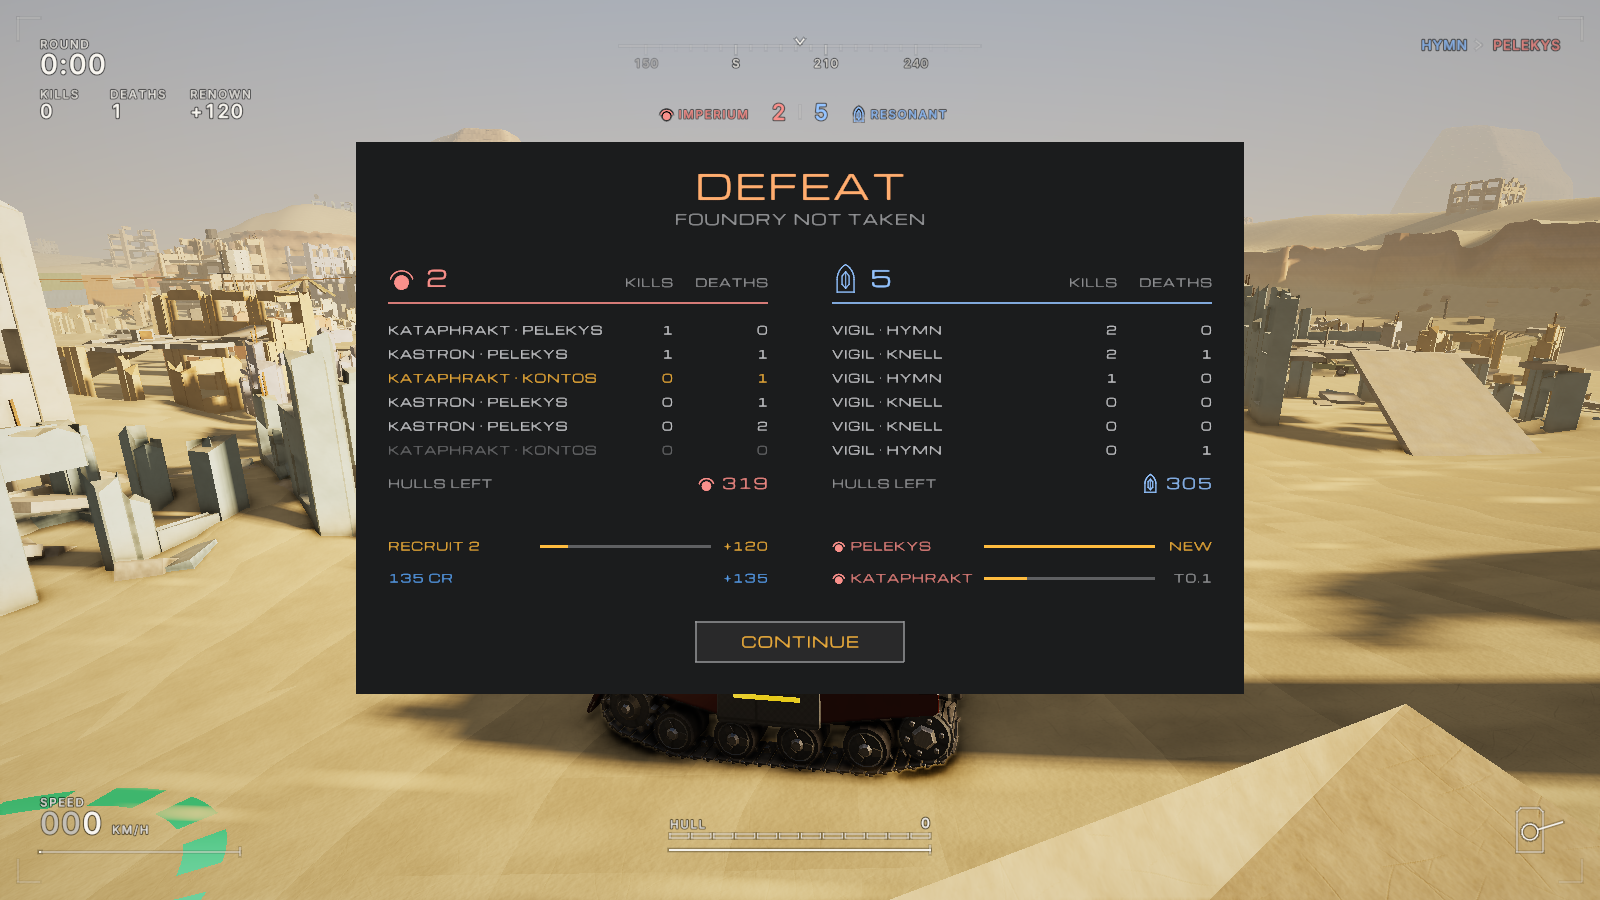 ROUND
0:00
KILLS DEATHS RENOWN
0 1 +120
150 S 210 240
IMPERIUM 2 5 RESONANT
HYMN > PELEKYS
DEFEAT
FOUNDRY NOT TAKEN
2 KILLS DEATHS
KATAPHRAKT · PELEKYS 1 0
KASTRON · PELEKYS 1 1
KATAPHRAKT · KONTOS 0 1
KASTRON · PELEKYS 0 1
KASTRON · PELEKYS 0 2
KATAPHRAKT · KONTOS 0 0
HULLS LEFT 319
5 KILLS DEATHS
VIGIL · HYMN 2 0
VIGIL · KNELL 2 1
VIGIL · HYMN 1 0
VIGIL · KNELL 0 0
VIGIL · KNELL 0 0
VIGIL · HYMN 0 1
HULLS LEFT 305
RECRUIT 2 +120
135 CR +135
PELEKYS NEW
KATAPHRAKT T0.1
CONTINUE
SPEED
000 KM/H
HULL 0